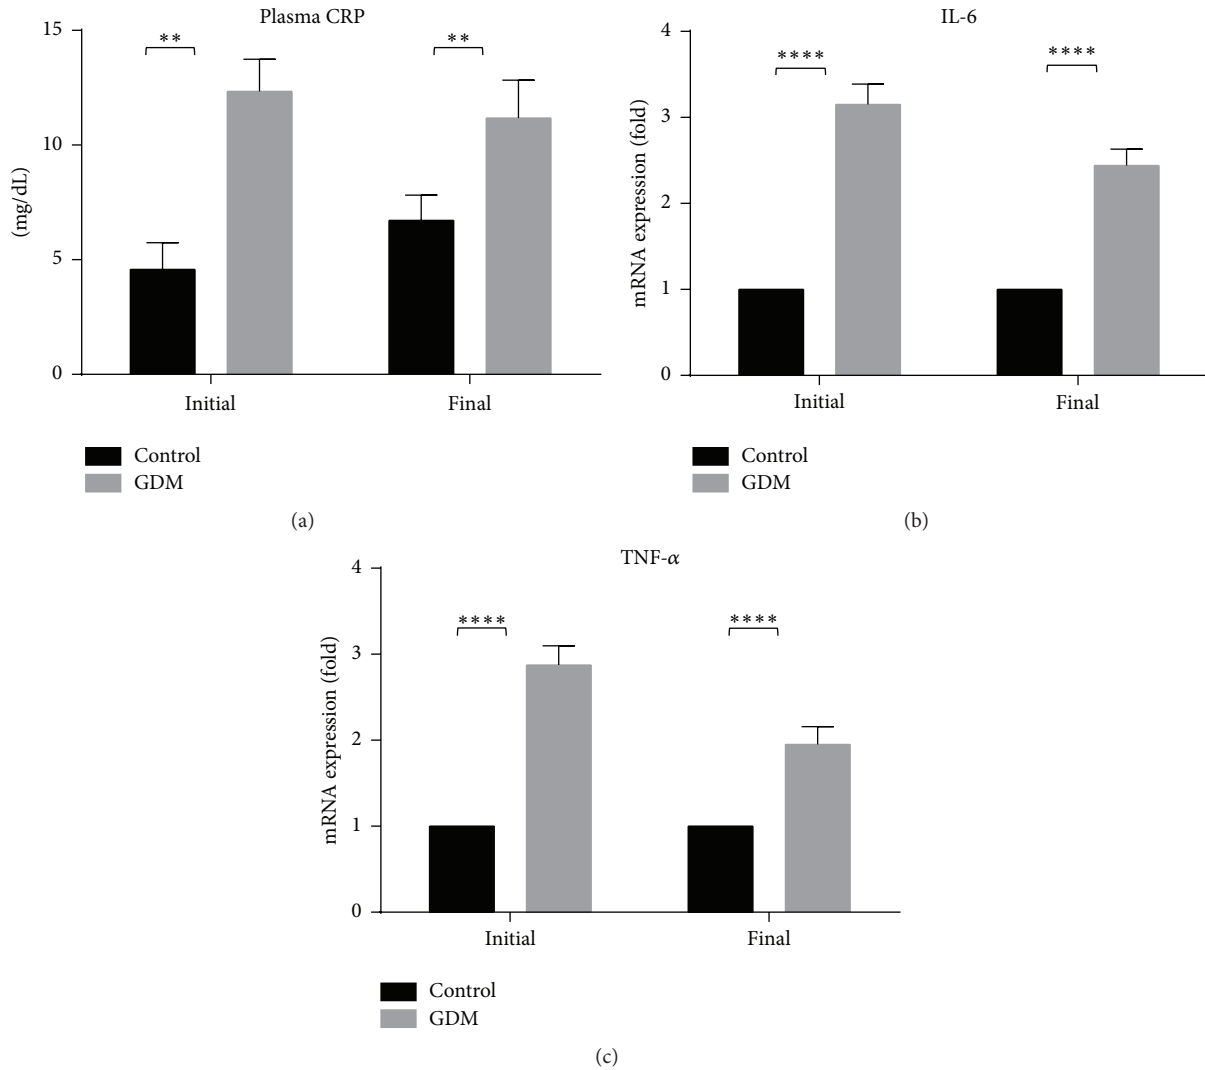 Plasma CRP
15
10
5
0
(mg/dL)
**
**
Initial
Final
Control
GDM
(a)
IL-6
4
3
2
1
0
mRNA expression (fold)
****
****
Initial
Final
Control
GDM
(b)
TNF-α
4
3
2
1
0
mRNA expression (fold)
****
****
Initial
Final
Control
GDM
(c)